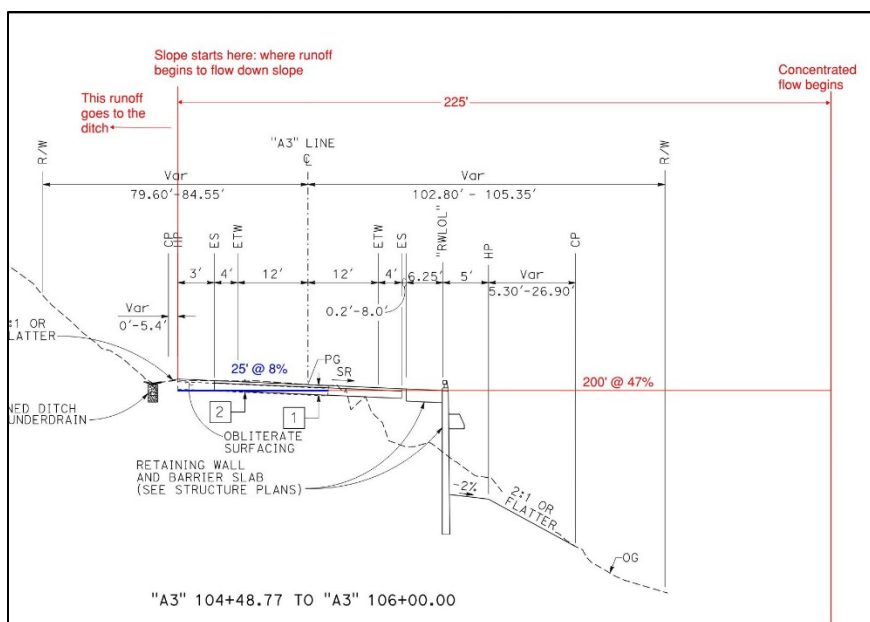 Slope starts here: where runoff
begins to flow down slope
Concentrated
flow begins
This runoff
goes to the
ditch
225'
"A3" LINE
℄
R/W
R/W
Var
79.60'-84.55'
Var
102.80' - 105.35'
CP
HP
ES
ETW
ETW
ES
"RWLOL"
HP
CP
3'
4'
12'
12'
4'
6.25'
5'
Var
5.30'-26.90'
0.2'-8.0'
Var
0'-5.4'
:1 OR
LATTER
25' @ 8%
PG
SR
200' @ 47%
NED DITCH
UNDERDRAIN
2
1
OBLITERATE
SURFACING
RETAINING WALL
AND BARRIER SLAB
(SEE STRUCTURE PLANS)
-2%
2:1 OR
FLATTER
OG
"A3" 104+48.77 TO "A3" 106+00.00